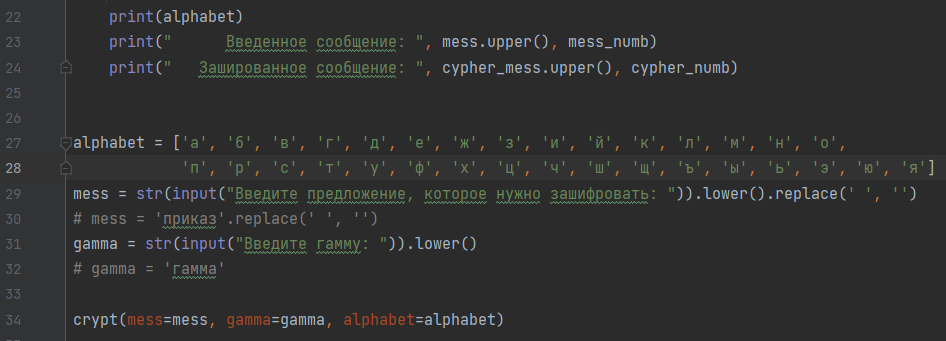 22 print(alphabet)
23 print("      Введенное сообщение: ", mess.upper(), mess_numb)
24 print("   Зашированное сообщение: ", cypher_mess.upper(), cypher_numb)
25
26
27 alphabet = ['а', 'б', 'в', 'г', 'д', 'е', 'ж', 'з', 'и', 'й', 'к', 'л', 'м', 'н', 'о',
28 'п', 'р', 'с', 'т', 'у', 'ф', 'х', 'ц', 'ч', 'ш', 'щ', 'ъ', 'ы', 'ь', 'э', 'ю', 'я']
29 mess = str(input("Введите предложение, которое нужно зашифровать: ")).lower().replace(' ', '')
30 # mess = 'приказ'.replace(' ', '')
31 gamma = str(input("Введите гамму: ")).lower()
32 # gamma = 'гамма'
33
34 crypt(mess=mess, gamma=gamma, alphabet=alphabet)